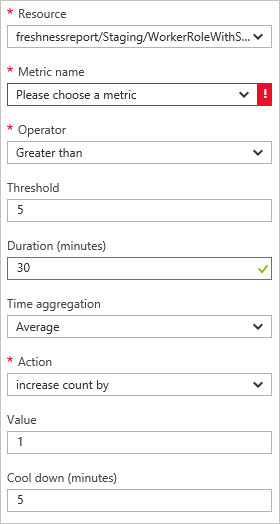 * Resource
freshnessreport/Staging/WorkerRoleWithS...
* Metric name
Please choose a metric
!
* Operator
Greater than
Threshold
5
Duration (minutes)
30
Time aggregation
Average
* Action
increase count by
Value
1
Cool down (minutes)
5